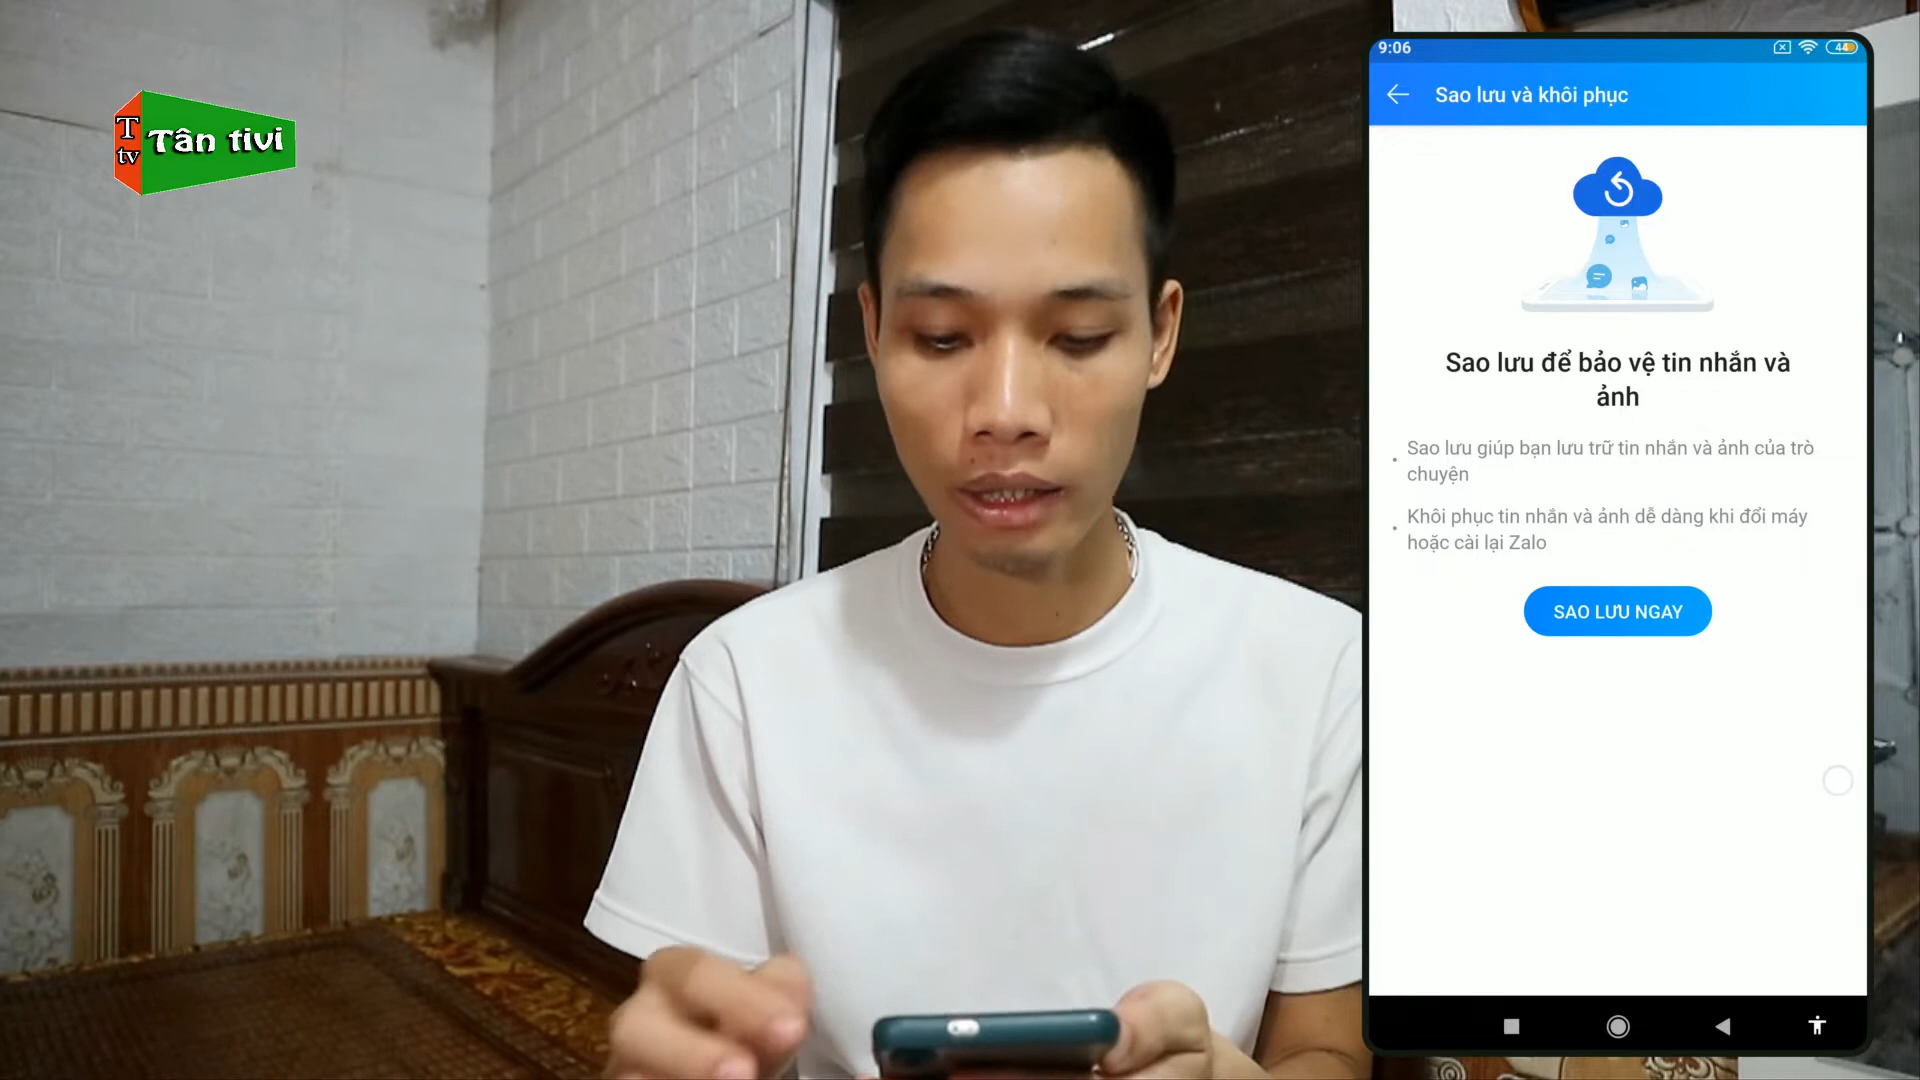 T
tv
Tân tivi
9:06
44
Sao lưu và khôi phục
Sao lưu để bảo vệ tin nhắn và
ảnh
Sao lưu giúp bạn lưu trữ tin nhắn và ảnh của trò
chuyện
Khôi phục tin nhắn và ảnh dễ dàng khi đổi máy
hoặc cài lại Zalo
SAO LƯU NGAY